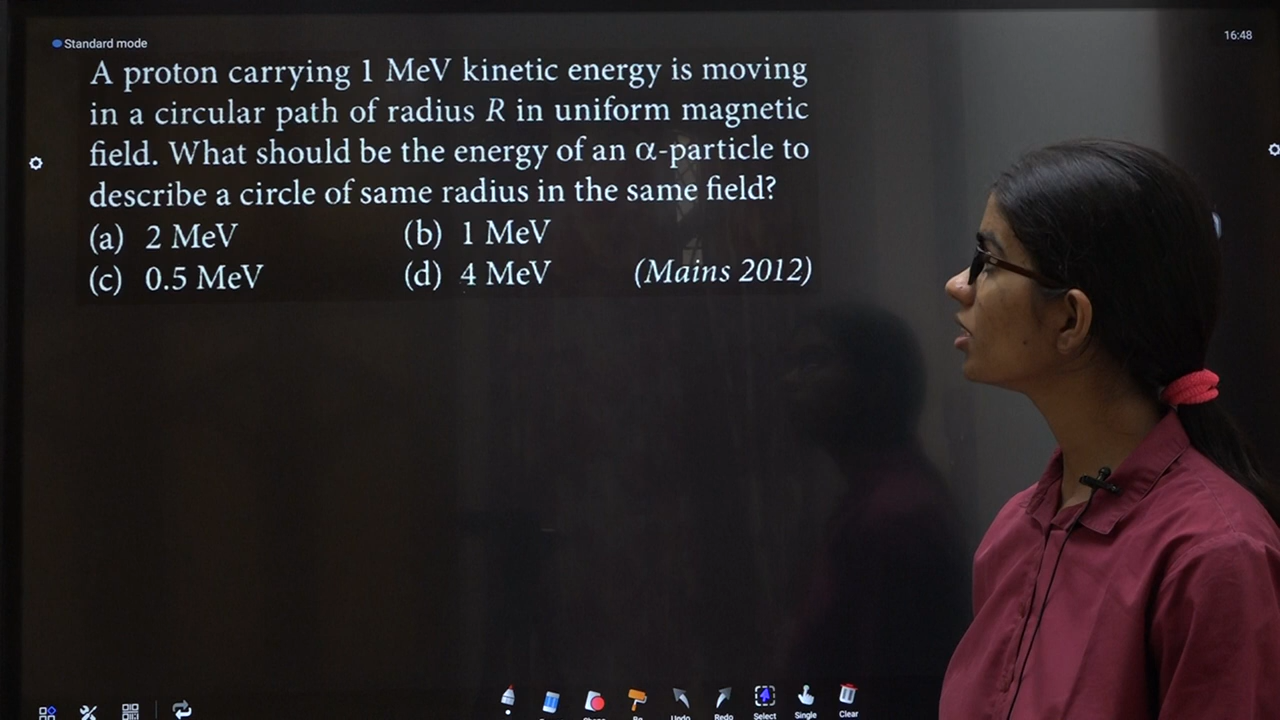 Standard mode
16:48
A proton carrying 1 MeV kinetic energy is moving
in a circular path of radius R in uniform magnetic
field. What should be the energy of an α-particle to
describe a circle of same radius in the same field?
(a) 2 MeV (b) 1 MeV
(c) 0.5 MeV (d) 4 MeV (Mains 2012)
Undo Redo Select Single Clear